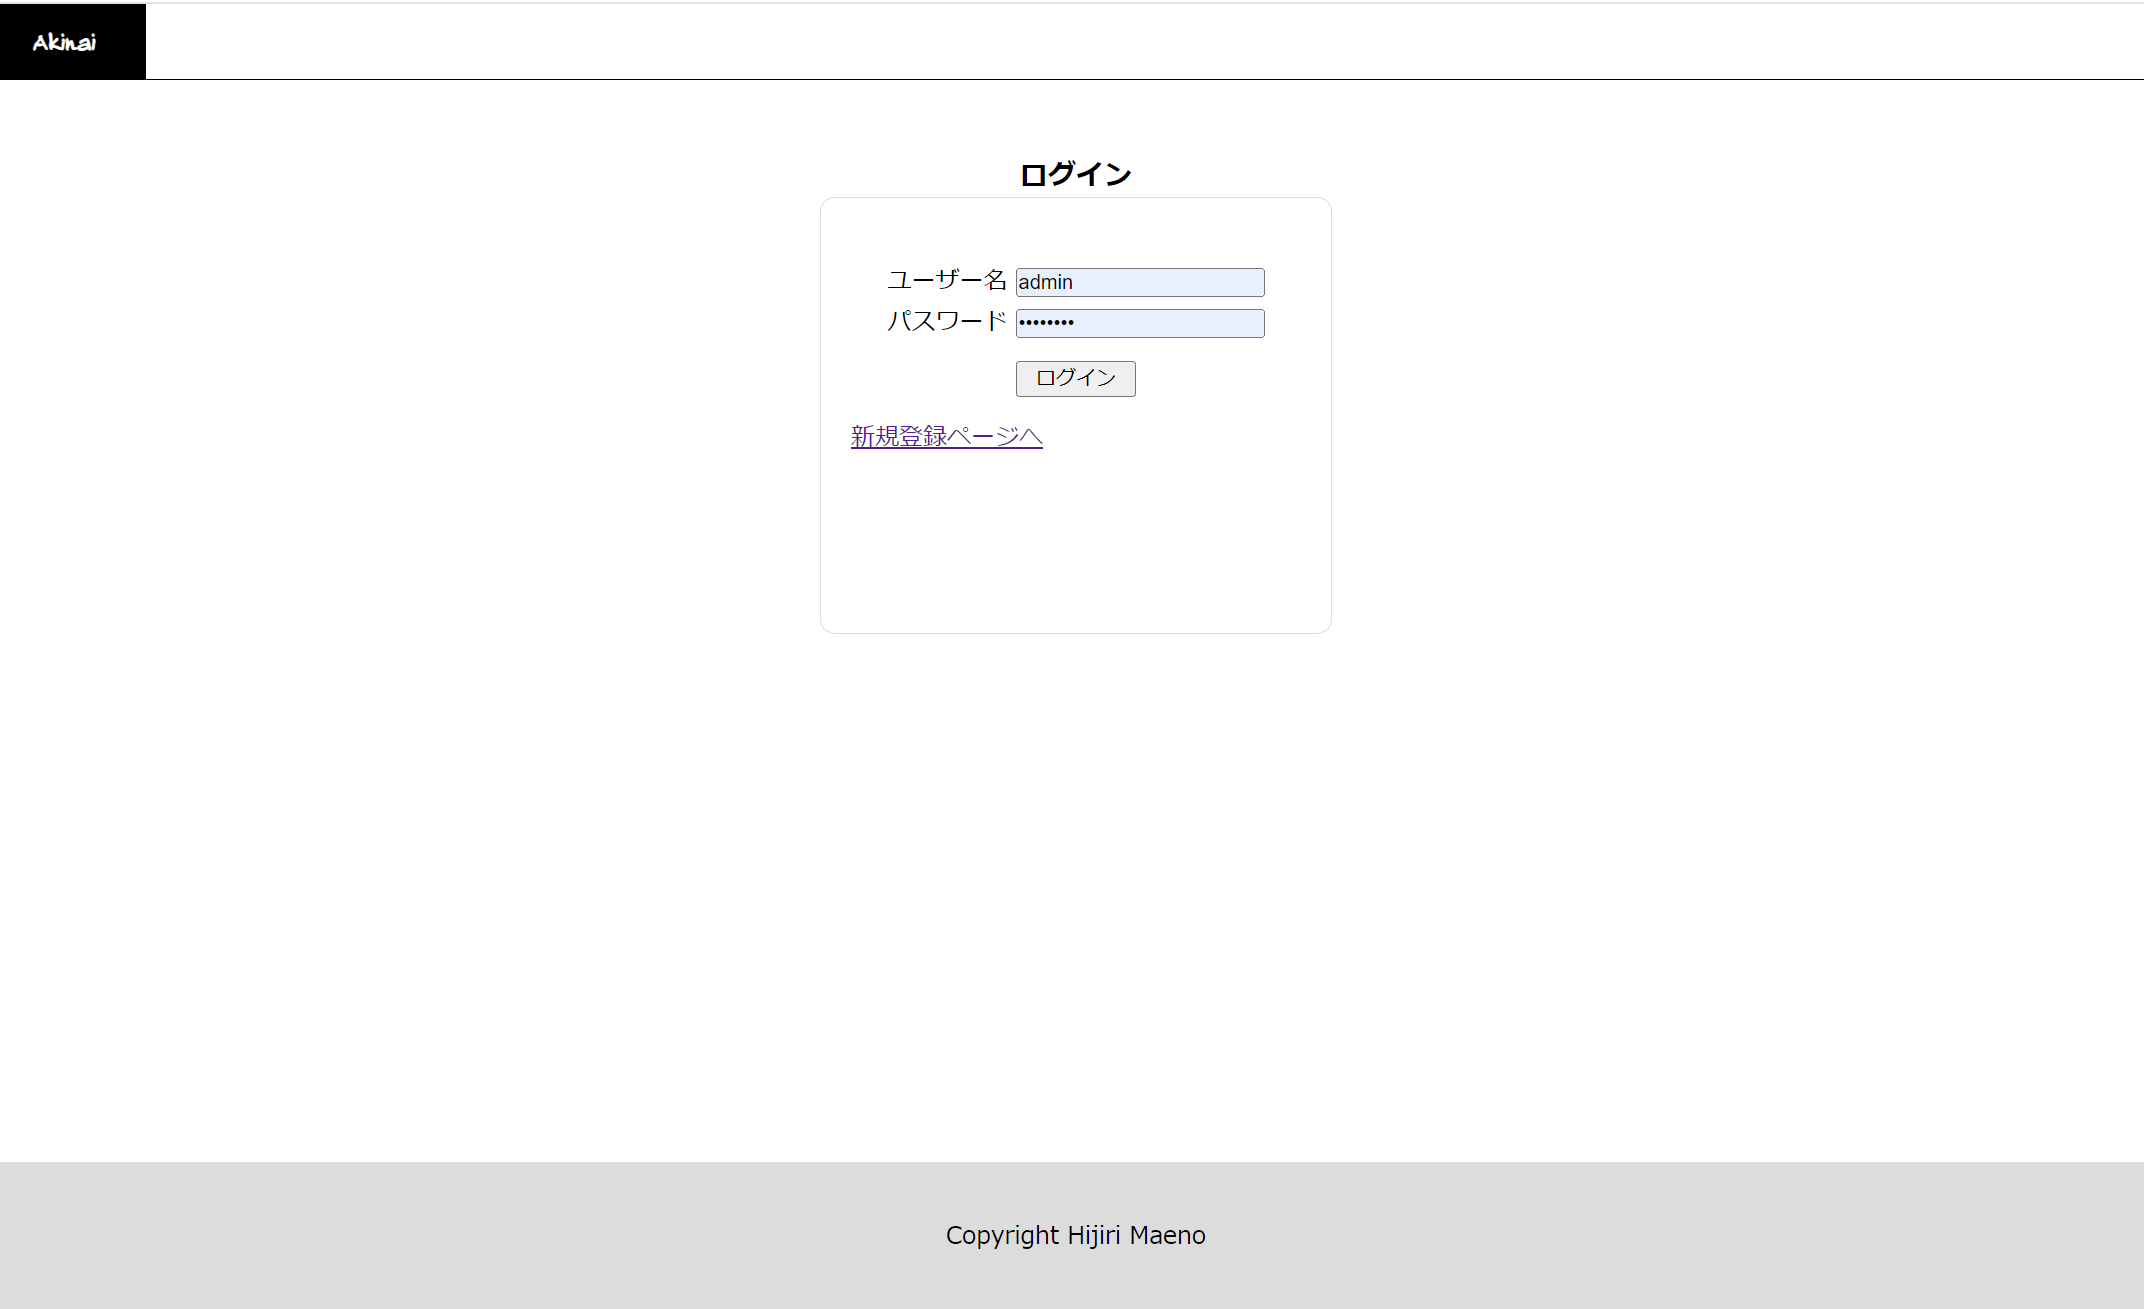 Akinai
ログイン
ユーザー名 admin
パスワード ••••••••
ログイン
新規登録ページへ
Copyright Hijiri Maeno